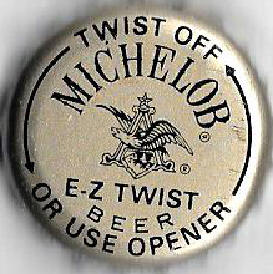 TWIST OFF
MICHELOB
A
®
E-Z TWIST
BEER
OR USE OPENER